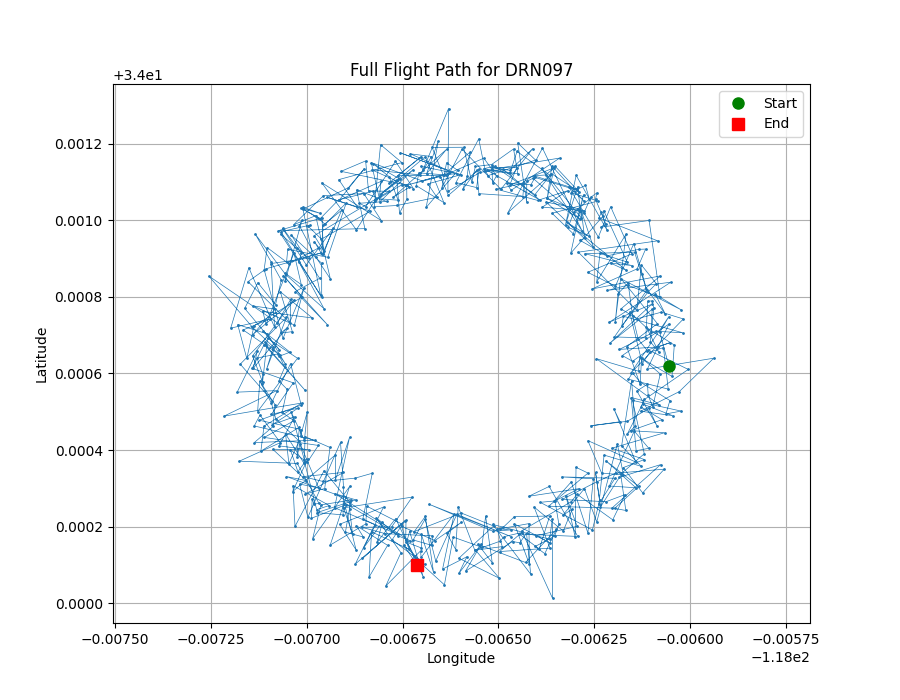 Full Flight Path for DRN097
+3.4e1
Start
End
0.0012
0.0010
0.0008
0.0006
0.0004
0.0002
0.0000
Latitude
−0.00750
−0.00725
−0.00700
−0.00675
−0.00650
−0.00625
−0.00600
−0.00575
Longitude
−1.18e2